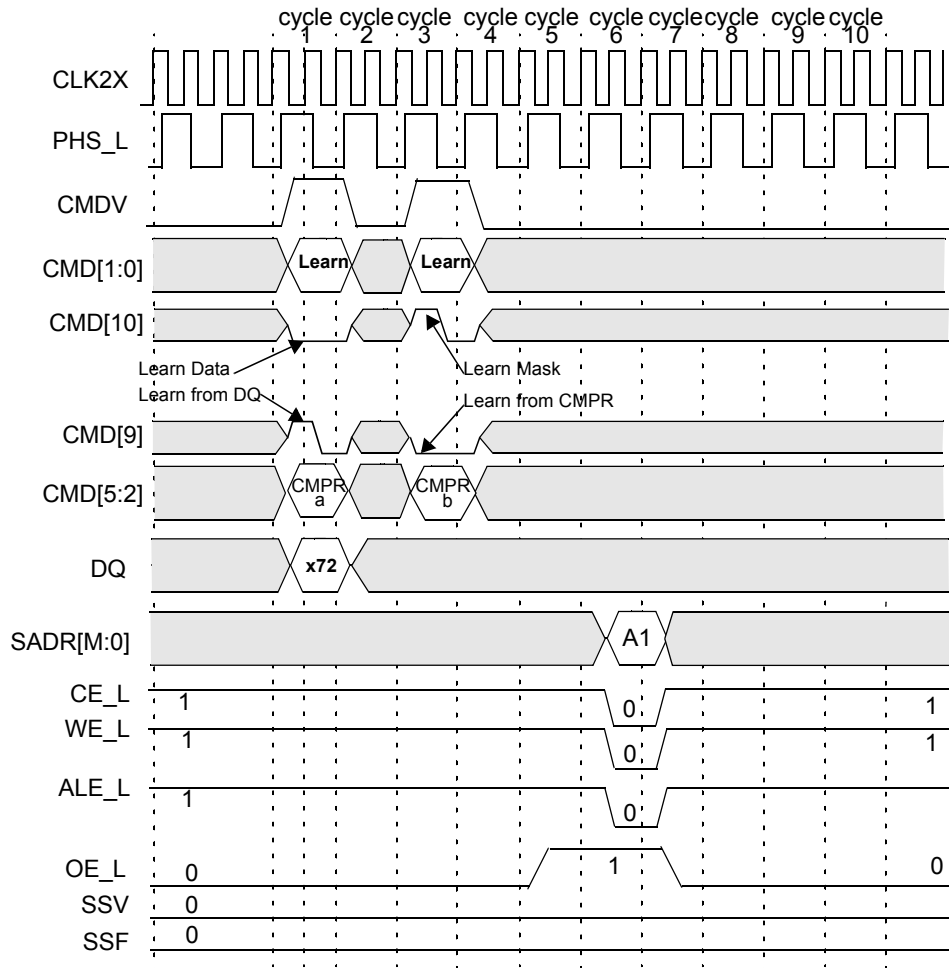 cycle cycle cycle cycle cycle cycle cycle cycle cycle cycle
1 2 3 4 5 6 7 8 9 10
CLK2X
PHS_L
CMDV
CMD[1:0] Learn Learn
CMD[10]
Learn Data Learn Mask
Learn from DQ Learn from CMPR
CMD[9]
CMD[5:2] CMPR a CMPR b
DQ x72
SADR[M:0] A1
CE_L 1 0 1
WE_L 1 0 1
ALE_L 1 0
OE_L 0 1 0
SSV 0
SSF 0